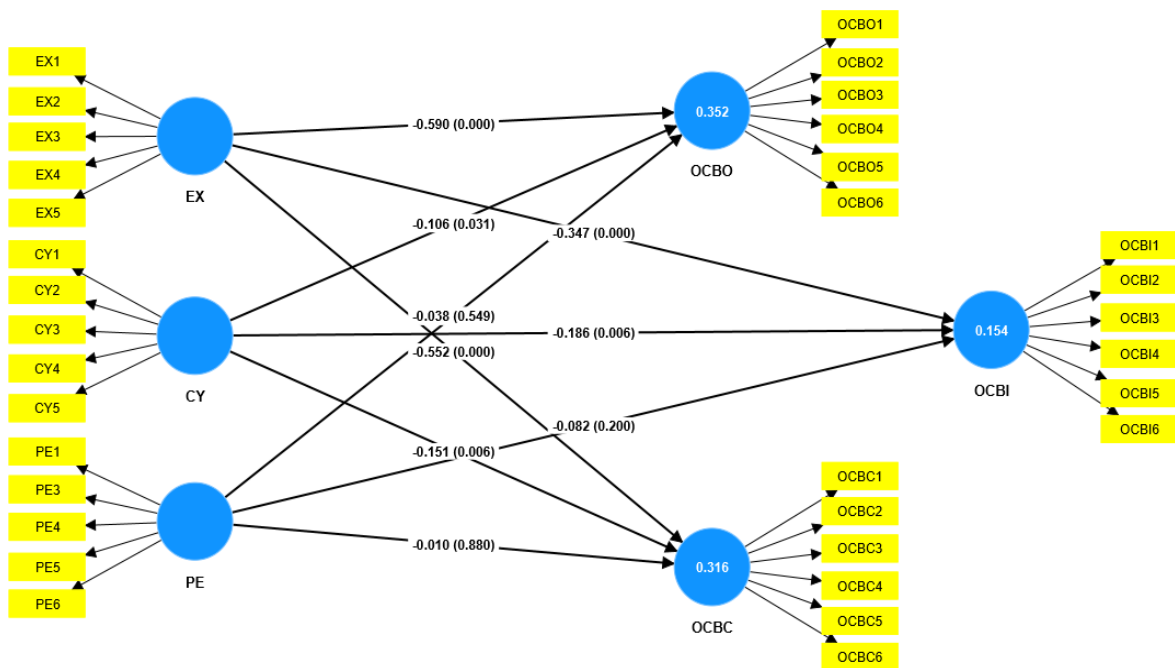 EX1
EX2
EX3
EX4
EX5
EX
CY1
CY2
CY3
CY4
CY5
CY
PE1
PE3
PE4
PE5
PE6
PE
-0.590 (0.000)
-0.106 (0.031)
-0.347 (0.000)
-0.038 (0.549)
-0.552 (0.000)
-0.186 (0.006)
-0.082 (0.200)
-0.151 (0.006)
-0.010 (0.880)
0.352
OCBO
OCBO1
OCBO2
OCBO3
OCBO4
OCBO5
OCBO6
0.154
OCBI
OCBI1
OCBI2
OCBI3
OCBI4
OCBI5
OCBI6
0.316
OCBC
OCBC1
OCBC2
OCBC3
OCBC4
OCBC5
OCBC6